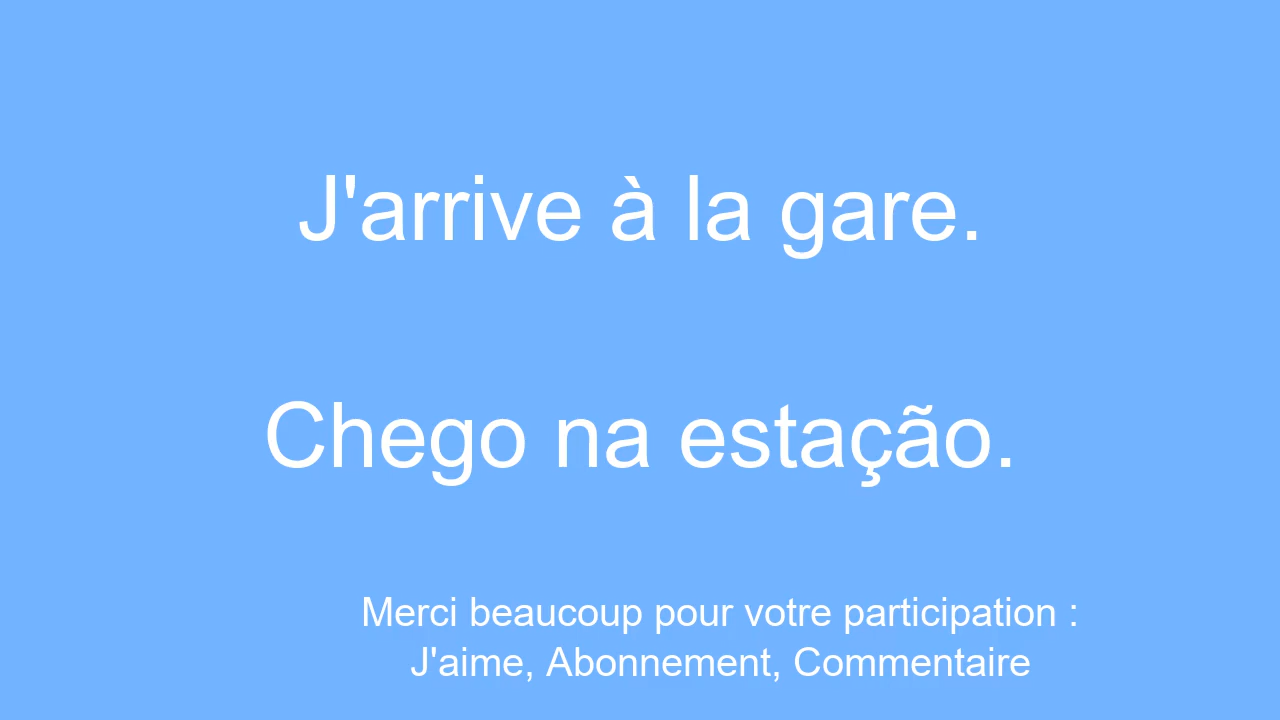 J'arrive à la gare.
Chego na estação.
Merci beaucoup pour votre participation :
J'aime, Abonnement, Commentaire